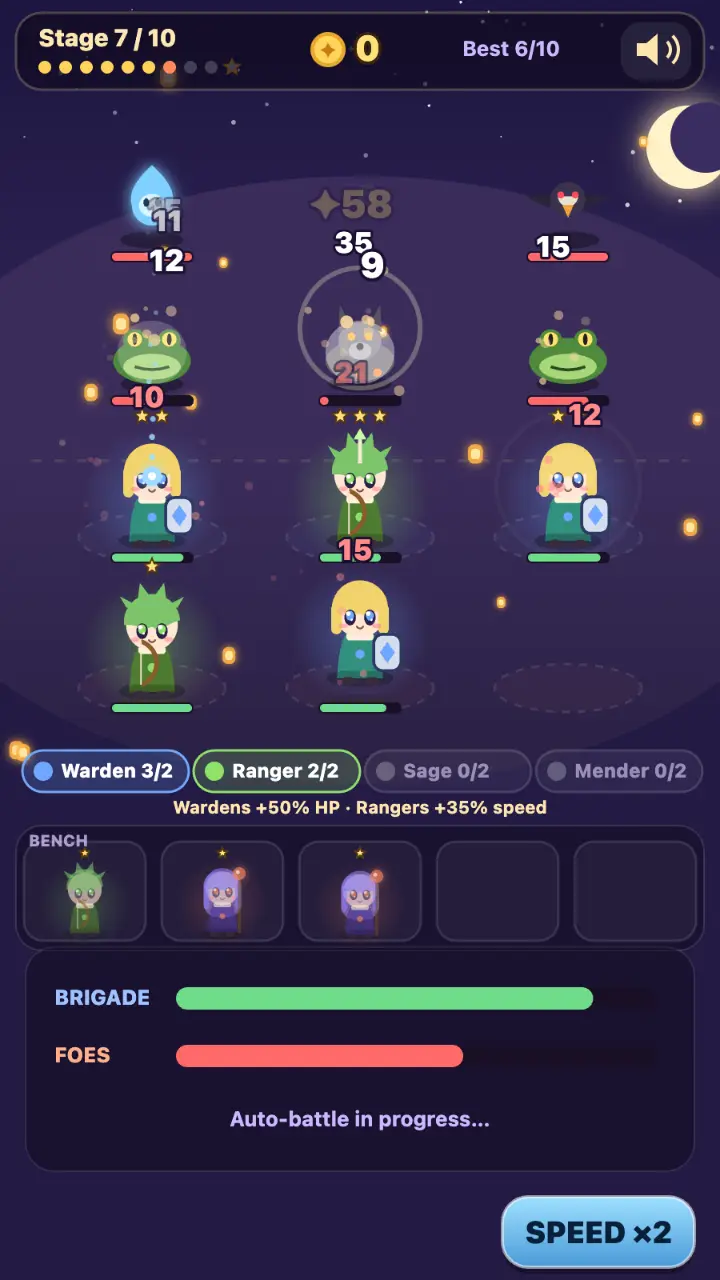 Stage 7 / 10
0
Best 6/10
11
12
58
35
9
15
21
10
12
15
Warden 3/2
Ranger 2/2
Sage 0/2
Mender 0/2
Wardens +50% HP · Rangers +35% speed
BENCH
BRIGADE
FOES
Auto-battle in progress...
SPEED ×2